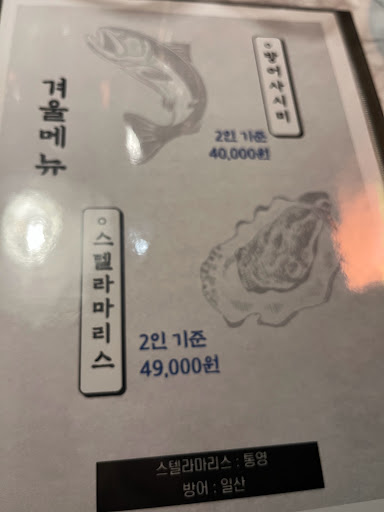 겨울메뉴
방어사시미
2인 기준
40,000원
스텔라마리스
2인 기준
49,000원
스텔라마리스 : 통영
방어 : 일산